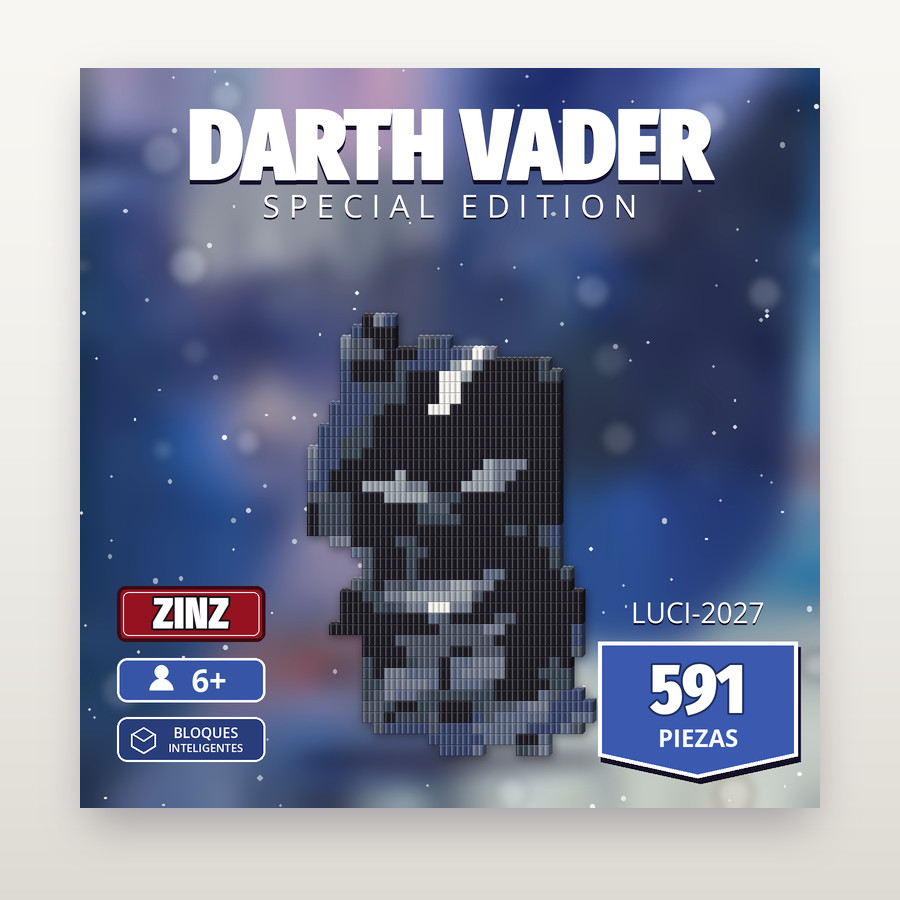 DARTH VADER
SPECIAL EDITION
ZINZ
6+
BLOQUES
INTELIGENTES
LUCI-2027
591
PIEZAS